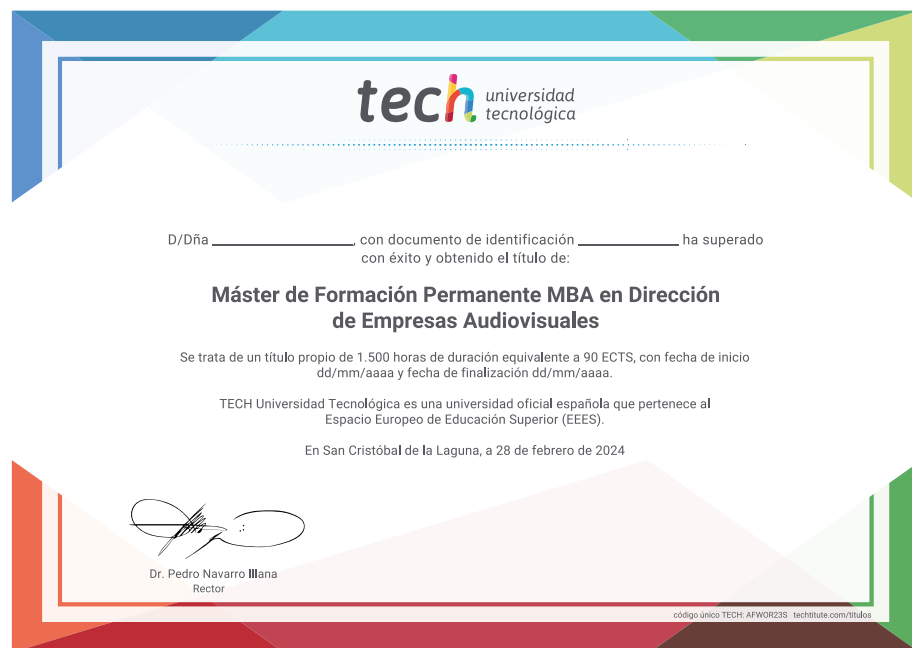 tech universidad
tecnológica
D/Dña ____________________, con documento de identificación ______________ ha superado
con éxito y obtenido el título de:
Máster de Formación Permanente MBA en Dirección
de Empresas Audiovisuales
Se trata de un título propio de 1.500 horas de duración equivalente a 90 ECTS, con fecha de inicio
dd/mm/aaaa y fecha de finalización dd/mm/aaaa.
TECH Universidad Tecnológica es una universidad oficial española que pertenece al
Espacio Europeo de Educación Superior (EEES).
En San Cristóbal de la Laguna, a 28 de febrero de 2024
Dr. Pedro Navarro Illana
Rector
código único TECH: AFWOR23S techtitute.com/titulos